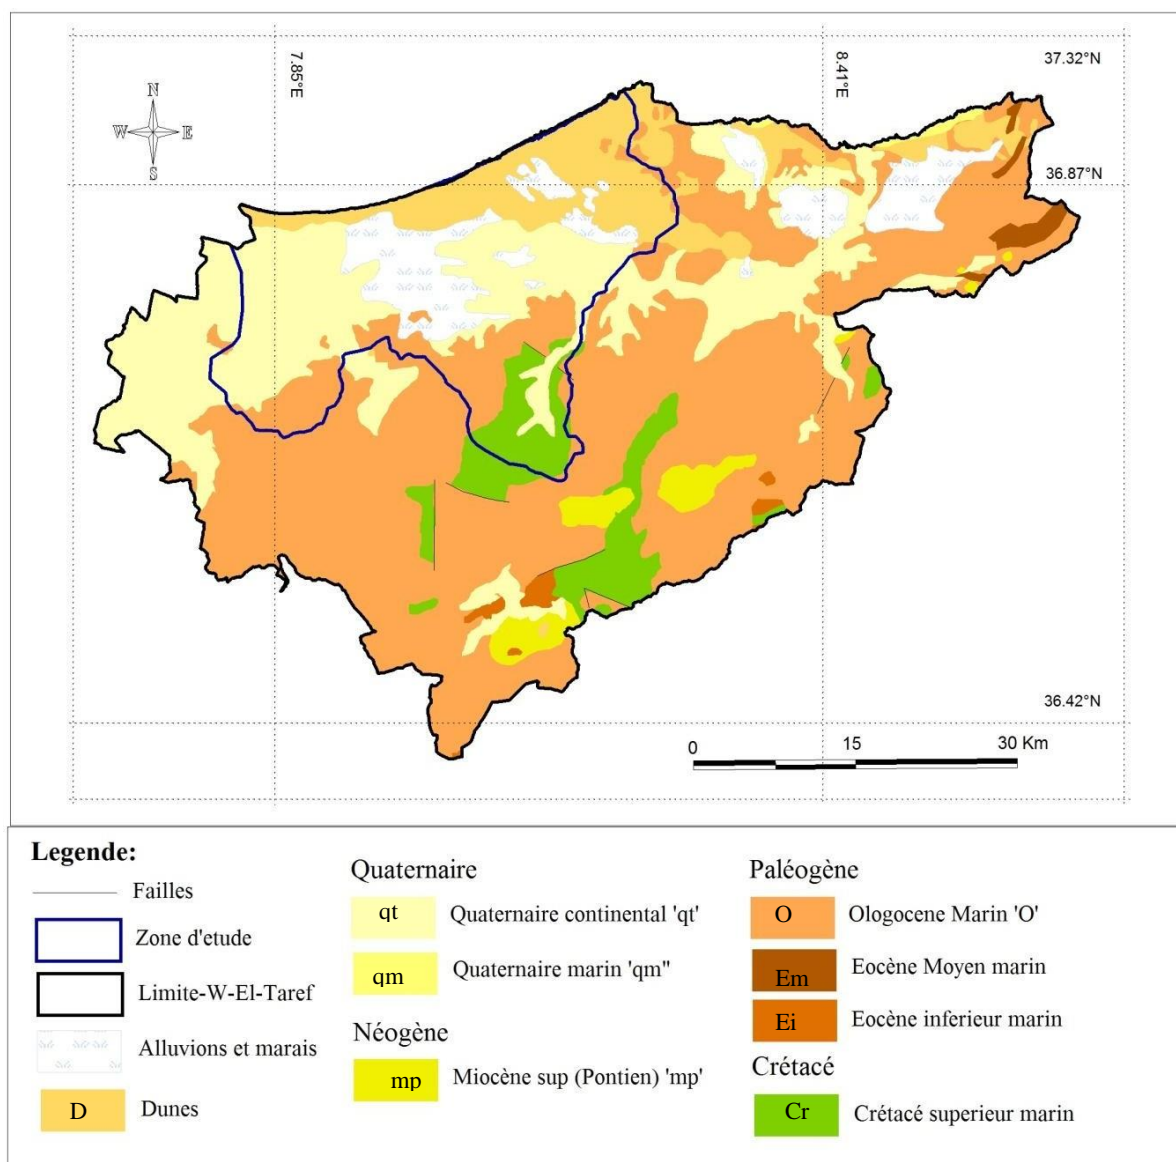 7.85°E
8.41°E
37.32°N
N
W E
S
36.87°N
36.42°N
0 15 30 Km
Legende:
Failles
Zone d'etude
Limite-W-El-Taref
Alluvions et marais
D Dunes
Quaternaire
qt Quaternaire continental 'qt'
qm Quaternaire marin 'qm"
Néogène
mp Miocène sup (Pontien) 'mp'
Paléogène
O Ologocene Marin 'O'
Em Eocène Moyen marin
Ei Eocène inferieur marin
Crétacé
Cr Crétacé superieur marin